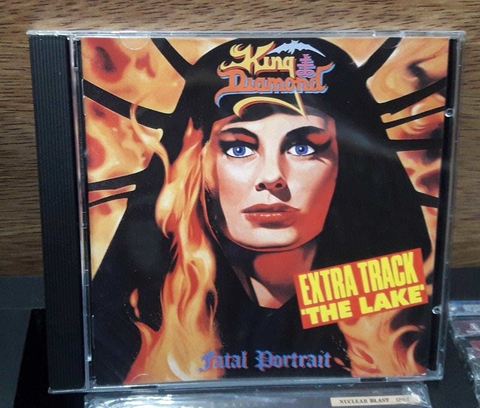 King
Diamond
EXTRA TRACK
'THE LAKE'
Fatal Portrait
NUCLEAR BLAST